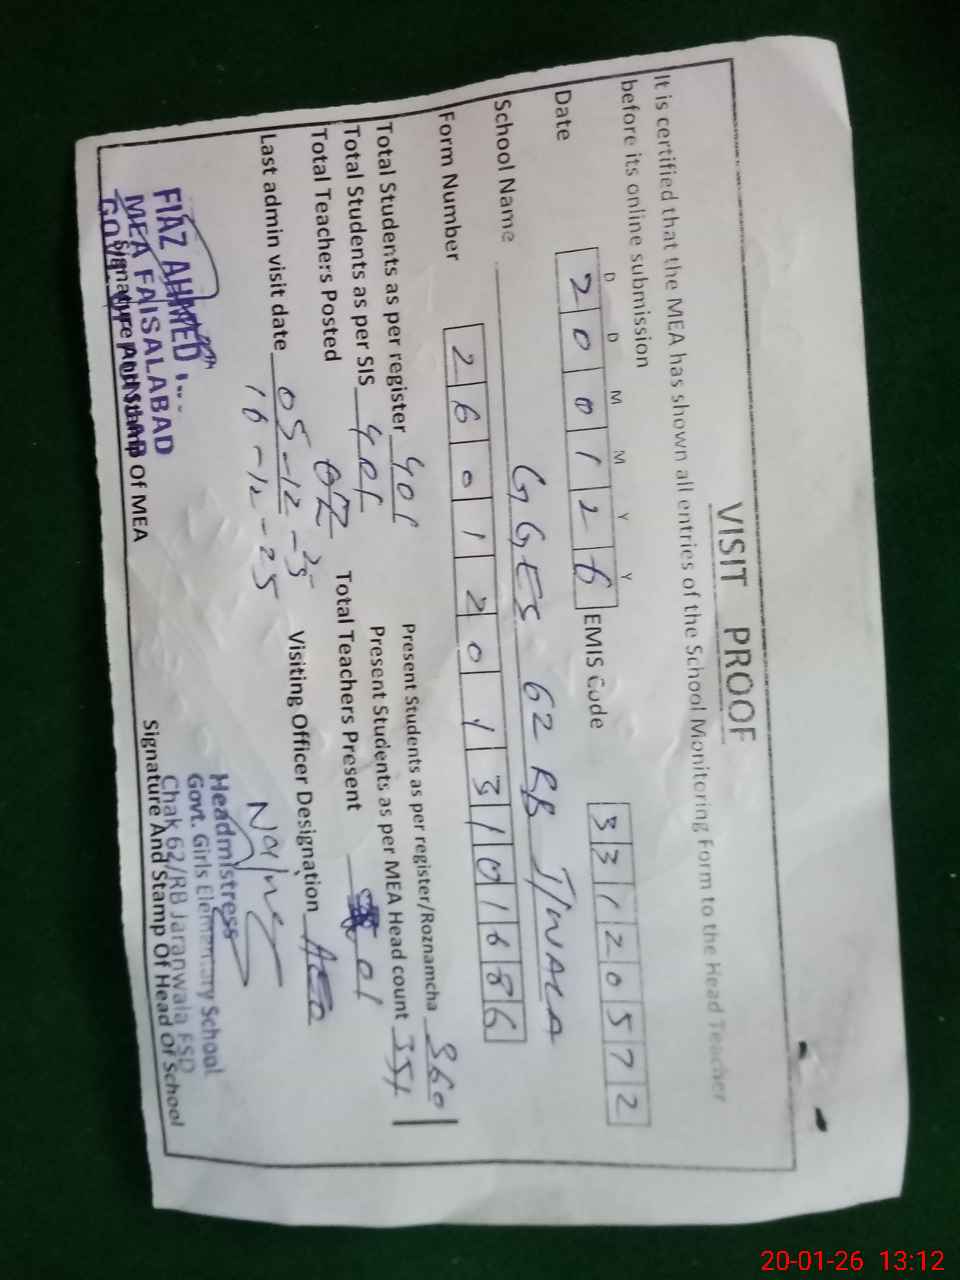 VISIT PROOF
It is certified that the MEA has shown all entries of the School Monitoring Form to the Head Teacher
before its online submission
D D M M Y Y
Date 2 0 0 1 2 6 EMIS Code 3 3 1 2 0 5 7 2
School Name GGES 62 RB J/WALA
Form Number 2 6 0 1 2 0 1 3 1 0 1 6 8 6
Total Students as per register 401 Present Students as per register/Roznamcha 360
Total Students as per SIS 401 Present Students as per MEA Head count 351
Total Teachers Posted 07 Total Teachers Present 01
Last admin visit date 05-12-25 Visiting Officer Designation AEO
16-12-25
FIAZ AHMED
MEA FAISALABAD
Signature And Stamp Of MEA
Headmistress
Govt. Girls Elementary School
Chak 62/RB Jaranwala FSD
Signature And Stamp Of Head Of School
20-01-26 13:12